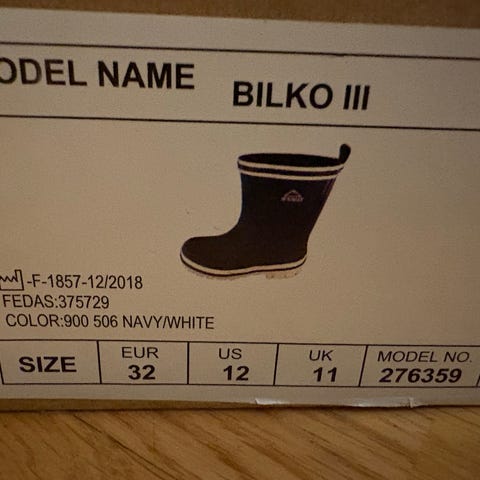 ODEL NAME BILKO III
-F-1857-12/2018
FEDAS:375729
COLOR:900 506 NAVY/WHITE
SIZE EUR 32 US 12 UK 11 MODEL NO. 276359